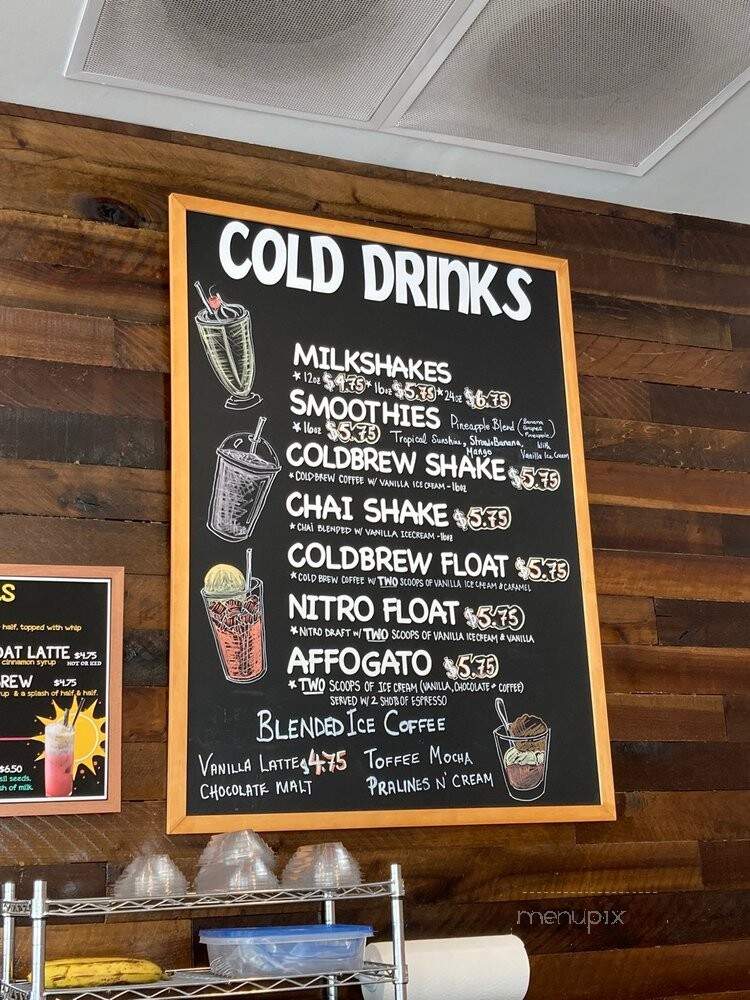 COLD DRINKS
MILKSHAKES
*12oz $4.75 *16oz $5.75 *24oz $6.75
SMOOTHIES Pineapple Blend (Banana Grapes Pineapple)
*16oz $5.75 Tropical Sunshine, StrawBanana, Mango With Vanilla Ice Cream
COLDBREW SHAKE $5.75
*COLDBREW COFFEE W/ VANILLA ICE CREAM - 16oz
CHAI SHAKE $5.75
*CHAI BLENDED W/ VANILLA ICECREAM - 16oz
COLDBREW FLOAT $5.75
*COLD BREW COFFEE W/ TWO SCOOPS OF VANILLA ICE CREAM & CARAMEL
NITRO FLOAT $5.75
*NITRO DRAFT W/ TWO SCOOPS OF VANILLA ICECREAM & VANILLA
AFFOGATO $5.75
*TWO SCOOPS OF ICE CREAM (VANILLA, CHOCOLATE + COFFEE)
SERVED W/ 2 SHOTS OF ESPRESSO
BLENDED ICE COFFEE
VANILLA LATTE $4.75 TOFFEE MOCHA
CHOCOLATE MALT PRALINES N' CREAM
half, topped with whip
OAT LATTE $4.75
cinnamon syrup HOT OR ICED
BREW $4.75
up & a splash of half & half.
$6.50
sil seeds,
sh of milk.
menupix